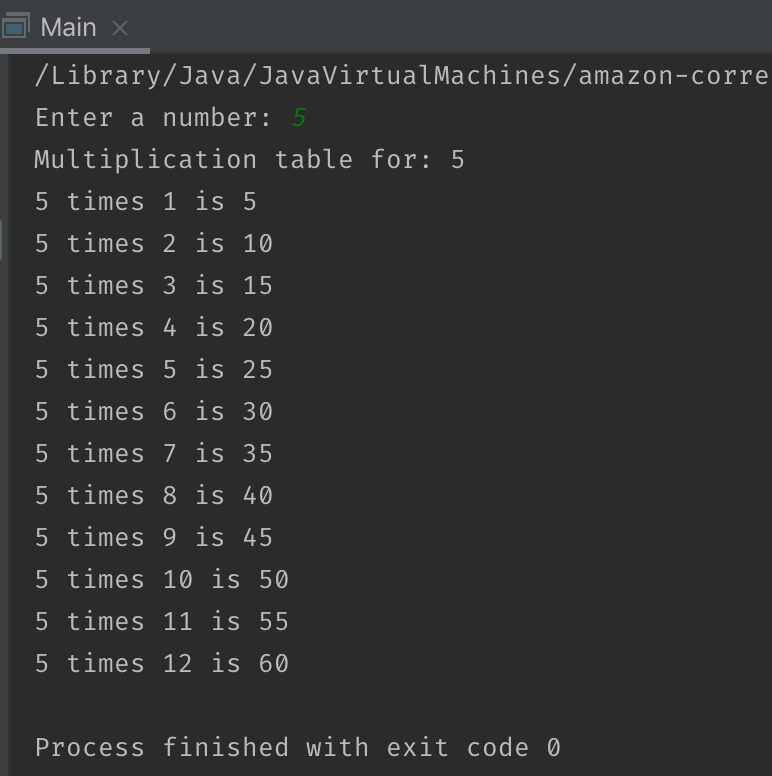 Main
/Library/Java/JavaVirtualMachines/amazon-corre
Enter a number: 5
Multiplication table for: 5
5 times 1 is 5
5 times 2 is 10
5 times 3 is 15
5 times 4 is 20
5 times 5 is 25
5 times 6 is 30
5 times 7 is 35
5 times 8 is 40
5 times 9 is 45
5 times 10 is 50
5 times 11 is 55
5 times 12 is 60
Process finished with exit code 0